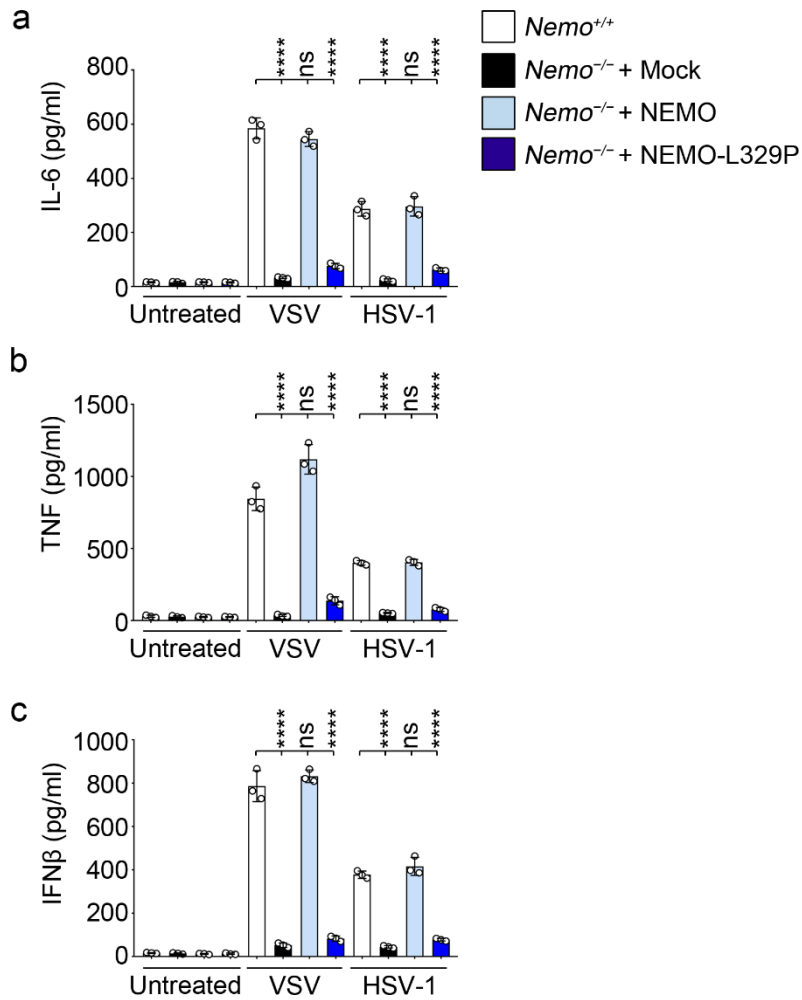 a
Nemo⁺/⁺
Nemo⁻/⁻ + Mock
Nemo⁻/⁻ + NEMO
Nemo⁻/⁻ + NEMO-L329P
**** ns **** **** ns ****
IL-6 (pg/ml)
800
600
400
200
0
Untreated VSV HSV-1
b
**** ns **** **** ns ****
TNF (pg/ml)
1500
1000
500
0
Untreated VSV HSV-1
c
**** ns **** **** ns ****
IFNβ (pg/ml)
1000
800
600
400
200
0
Untreated VSV HSV-1